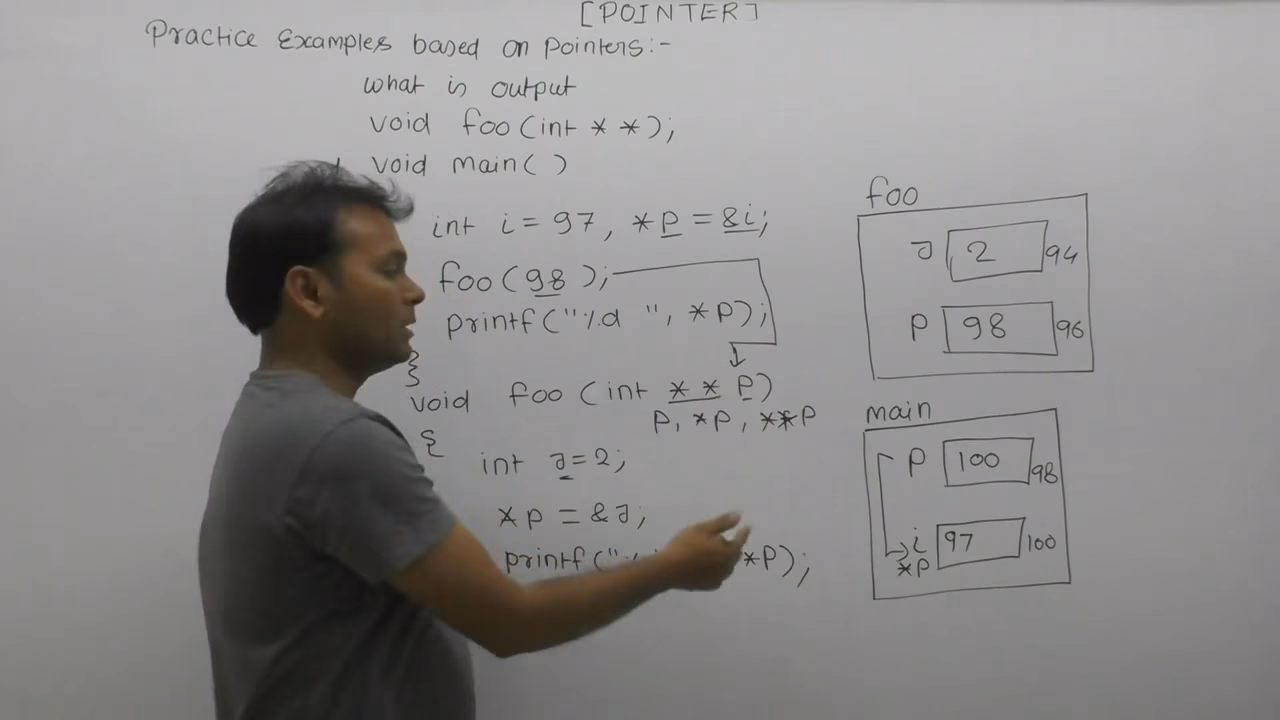 [POINTER]
Practice Examples based on pointers:-
what is output
void foo(int * *);
void main( )
int i = 97, *p = &i;
foo(98);
printf("%d ", *p);
}
void foo (int * * p)
p, *p, **p
{
int a=2;
*p = &a;
printf(" *p);
foo
a 2 94
p 98 96
main
p 100 98
i 97 100
*p